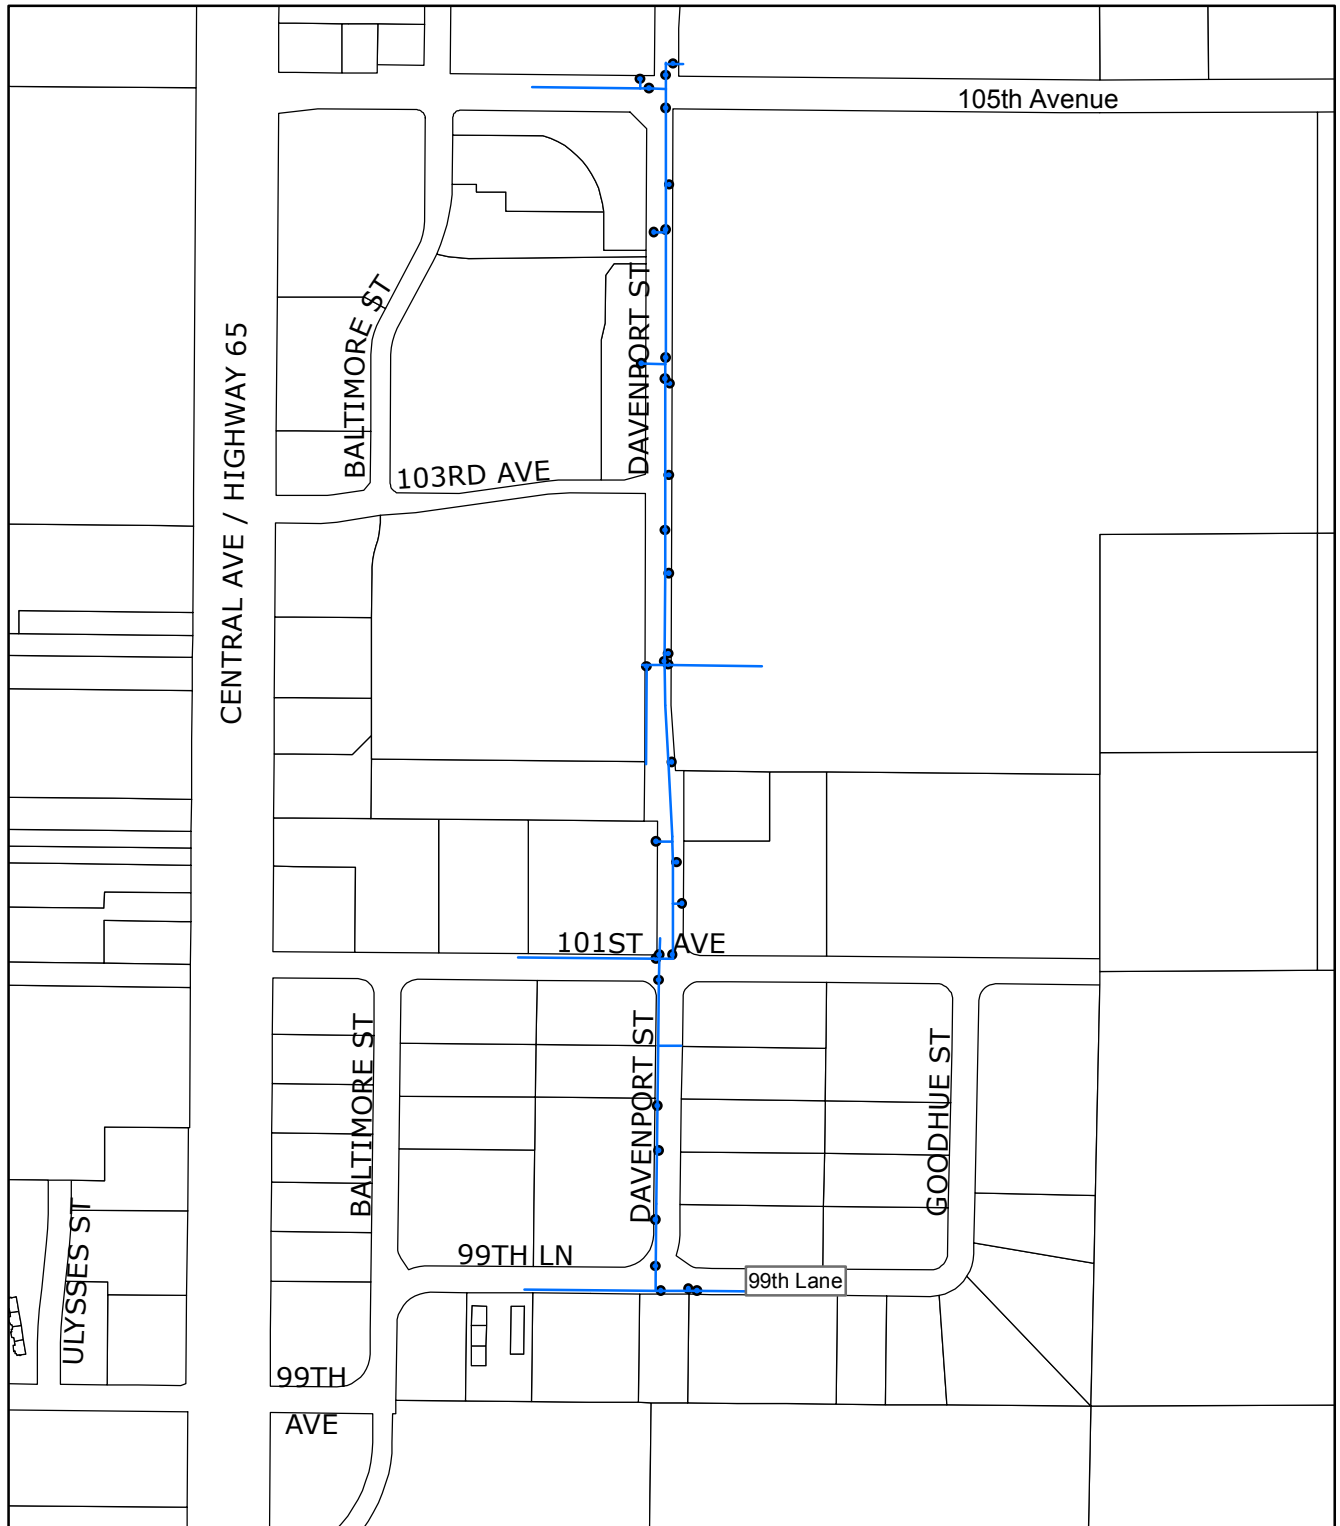 105th Avenue
BALTIMORE ST
DAVENPORT ST
CENTRAL AVE / HIGHWAY 65
103RD AVE
101ST AVE
BALTIMORE ST
DAVENPORT ST
GOODHUE ST
ULYSSES ST
99TH LN
99th Lane
99TH
AVE